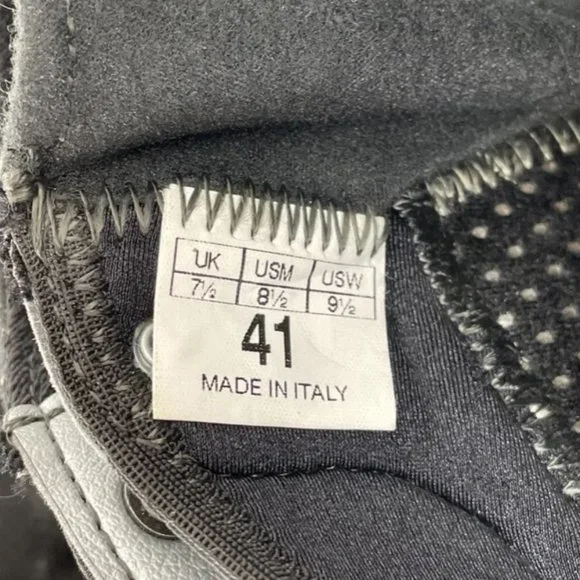 UK USM USW
7½ 8½ 9½
41
MADE IN ITALY